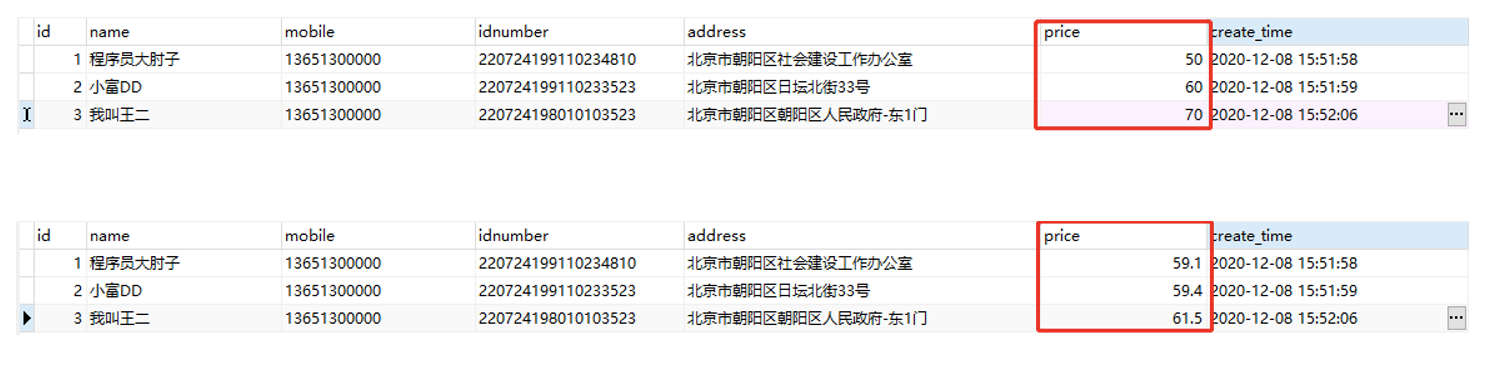 id name mobile idnumber address price create_time
1 程序员大肘子 13651300000 220724199110234810 北京市朝阳区社会建设工作办公室 50 2020-12-08 15:51:58
2 小富DD 13651300000 220724199110233523 北京市朝阳区日坛北街33号 60 2020-12-08 15:51:59
3 我叫王二 13651300000 220724198010103523 北京市朝阳区朝阳区人民政府-东1门 70 2020-12-08 15:52:06
id name mobile idnumber address price create_time
1 程序员大肘子 13651300000 220724199110234810 北京市朝阳区社会建设工作办公室 59.1 2020-12-08 15:51:58
2 小富DD 13651300000 220724199110233523 北京市朝阳区日坛北街33号 59.4 2020-12-08 15:51:59
3 我叫王二 13651300000 220724198010103523 北京市朝阳区朝阳区人民政府-东1门 61.5 2020-12-08 15:52:06